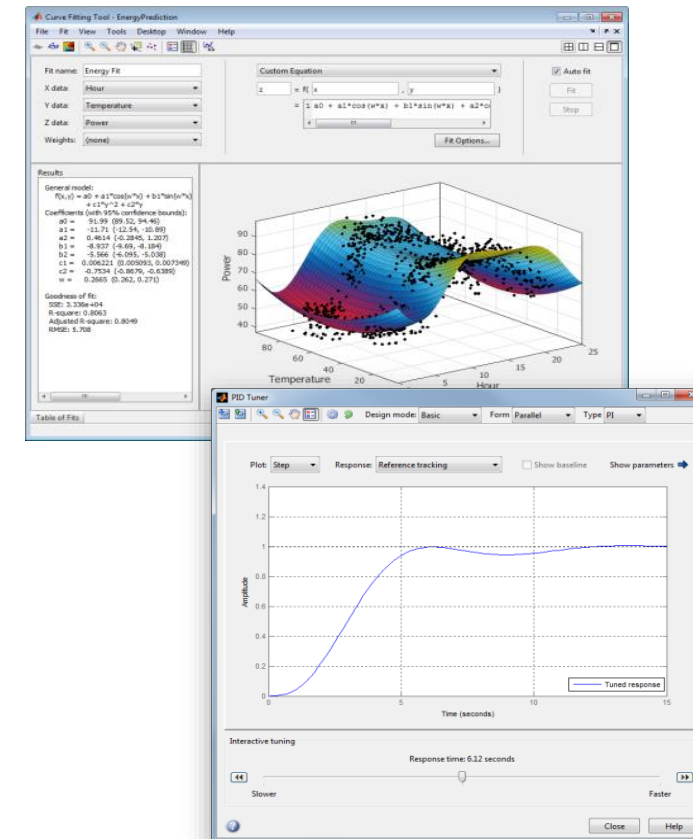 Curve Fitting Tool - EnergyPrediction
File Fit View Tools Desktop Window Help
Fit name: Energy Fit
X data: Hour
Y data: Temperature
Z data: Power
Weights: (none)
Custom Equation
z = f( x , y )
= a0 + a1*cos(w*x) + b1*sin(w*x) + a2*c
Fit Options...
Auto fit
Fit
Stop
Results
General model:
f(x,y) = a0 + a1*cos(w*x) + b1*sin(w*x)
+ c1*y^2 + c2*y
Coefficients (with 95% confidence bounds):
a0 = 91.99 (89.52, 94.46)
a1 = -11.71 (-12.54, -10.89)
a2 = 0.4614 (-0.2845, 1.207)
b1 = -8.937 (-9.69, -8.184)
b2 = -5.566 (-6.095, -5.038)
c1 = 0.006221 (0.005093, 0.007349)
c2 = -0.7534 (-0.8679, -0.6389)
w = 0.2665 (0.262, 0.271)
Goodness of fit:
SSE: 3.336e+04
R-square: 0.8063
Adjusted R-square: 0.8049
RMSE: 5.708
Power
90
80
70
60
50
40
80
60
40
20
Temperature
5
10
15
20
25
Hour
Table of Fits
PID Tuner
Design mode: Basic Form Parallel Type PI
Plot: Step Response: Reference tracking Show baseline Show parameters
Amplitude
1.4
1.2
1
0.8
0.6
0.4
0.2
0
0 5 10 15
Time (seconds)
Tuned response
Interactive tuning
Response time: 6.12 seconds
Slower Faster
Close Help